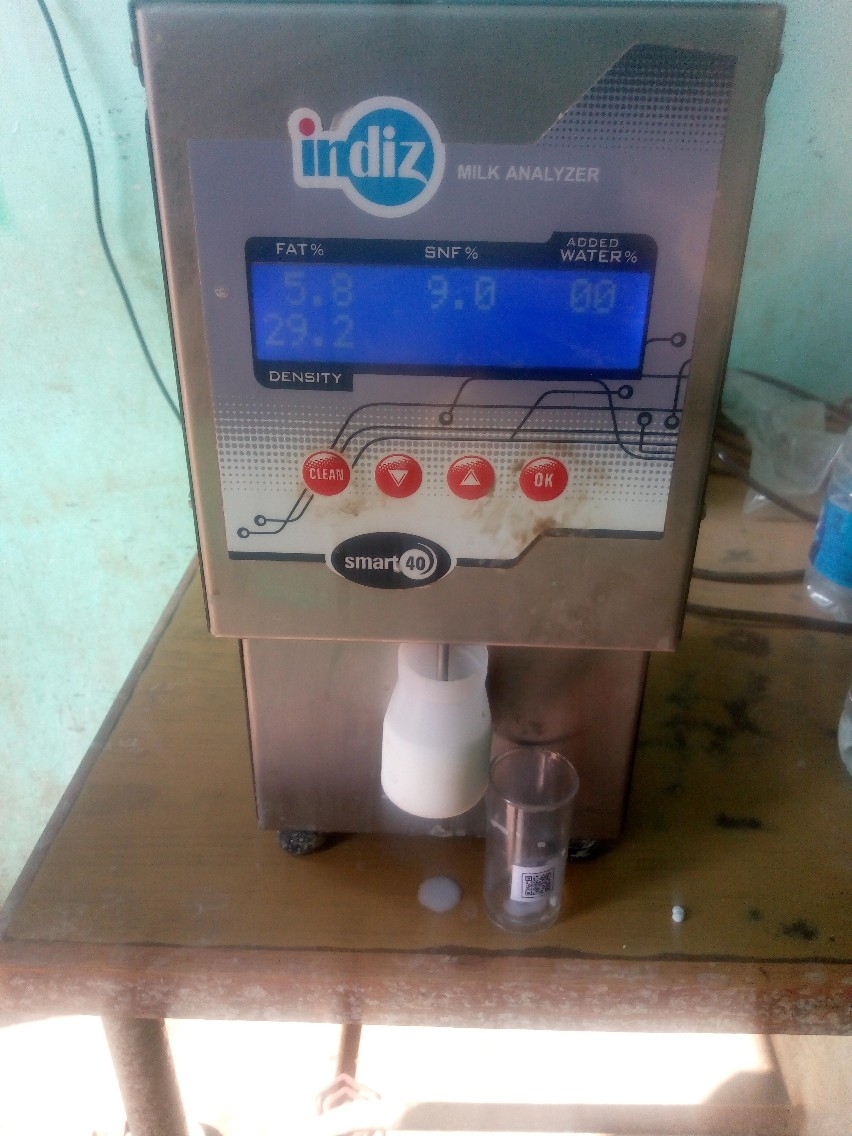 indiz
MILK ANALYZER
FAT% SNF% ADDED WATER%
5.8 9.0 00
29.2
DENSITY
CLEAN OK
smart 40